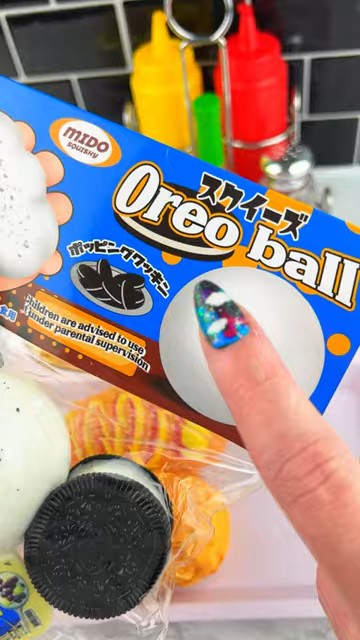 MIDO
SQUISHY
スクイーズ
Oreo ball
ポッピングクッキー
Children are advised to use
it under parental supervision